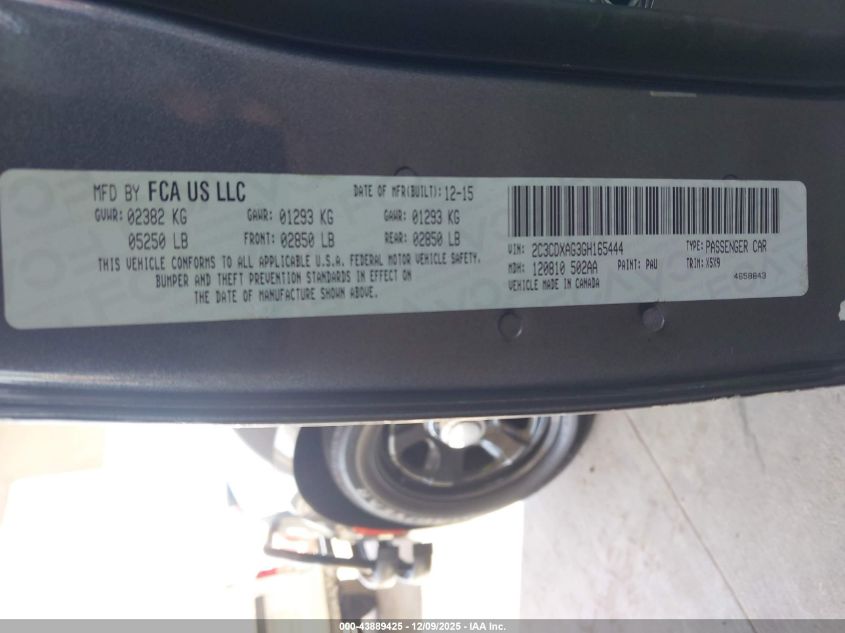 MFD BY FCA US LLC DATE OF MFR(BUILT): 12-15
GVWR: 02382 KG GAWR: 01293 KG GAWR: 01293 KG
05250 LB FRONT: 02850 LB REAR: 02850 LB
THIS VEHICLE CONFORMS TO ALL APPLICABLE U.S.A. FEDERAL MOTOR VEHICLE SAFETY,
BUMPER AND THEFT PREVENTION STANDARDS IN EFFECT ON
THE DATE OF MANUFACTURE SHOWN ABOVE.
VIN: 2C3CDXAG3GH165444 TYPE: PASSENGER CAR
MDH: 120810 502AA PAINT: PAU TRIM: X5X9
VEHICLE MADE IN CANADA 4658643
000-43889425 - 12/09/2025 - IAA Inc.